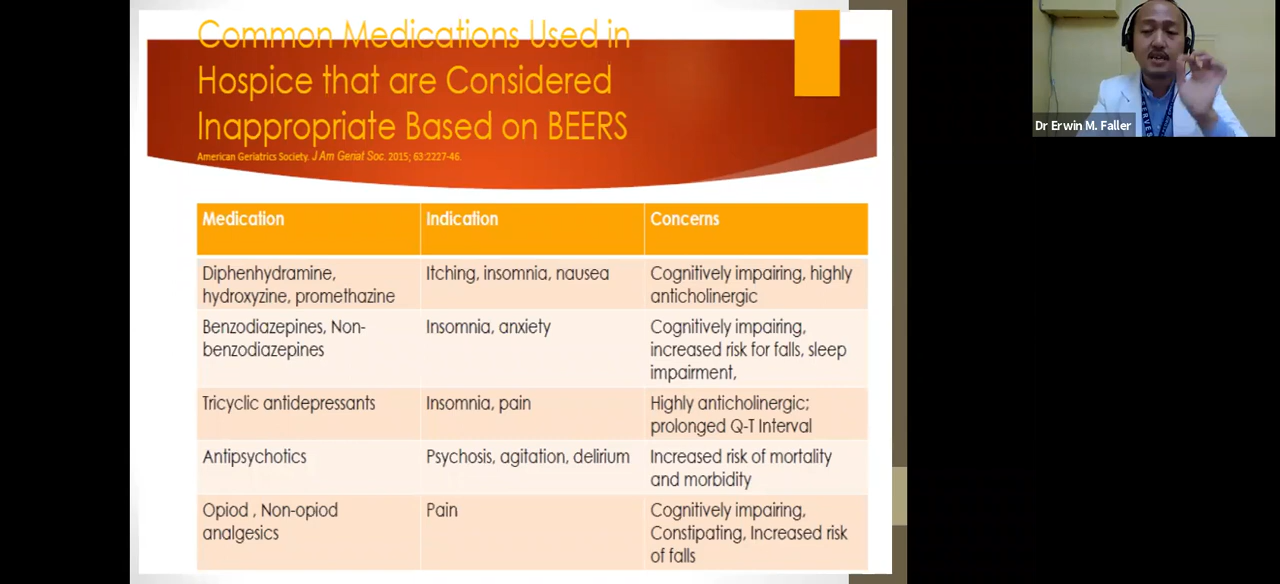 Common Medications Used in
Hospice that are Considered
Inappropriate Based on BEERS
American Geriatrics Society. J Am Geriat Soc. 2015; 63:2227-46.
Medication Indication Concerns
Diphenhydramine, Itching, insomnia, nausea Cognitively impairing, highly
hydroxyzine, promethazine anticholinergic
Benzodiazepines, Non- Insomnia, anxiety Cognitively impairing,
benzodiazepines increased risk for falls, sleep
impairment,
Tricyclic antidepressants Insomnia, pain Highly anticholinergic;
prolonged Q-T Interval
Antipsychotics Psychosis, agitation, delirium Increased risk of mortality
and morbidity
Opiod , Non-opiod Pain Cognitively impairing,
analgesics Constipating, Increased risk
of falls
Dr Erwin M. Faller